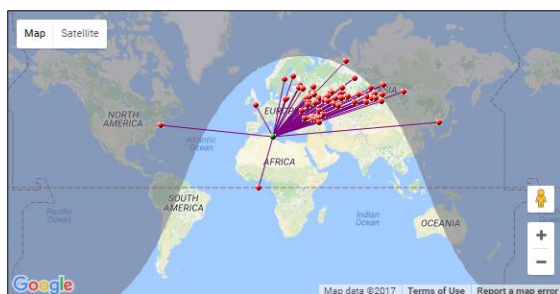 Map Satellite
NORTH
AMERICA
Atlantic
Ocean
AFRICA
SOUTH
AMERICA
Pacific
Ocean
Indian
Ocean
OCEANIA
+
−
Google
Map data ©2017 Terms of Use Report a map error